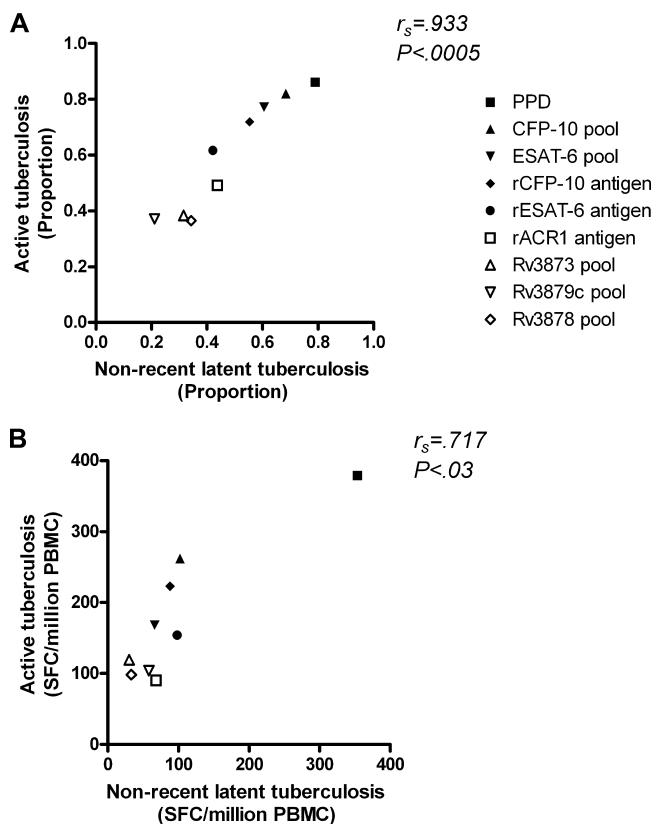 A
r_s=.933
P<.0005
1.0
0.8
0.6
0.4
0.2
0.0
Active tuberculosis
(Proportion)
0.0 0.2 0.4 0.6 0.8 1.0
Non-recent latent tuberculosis
(Proportion)
PPD
CFP-10 pool
ESAT-6 pool
rCFP-10 antigen
rESAT-6 antigen
rACR1 antigen
Rv3873 pool
Rv3879c pool
Rv3878 pool
B
r_s=.717
P<.03
400
300
200
100
0
Active tuberculosis
(SFC/million PBMC)
0 100 200 300 400
Non-recent latent tuberculosis
(SFC/million PBMC)